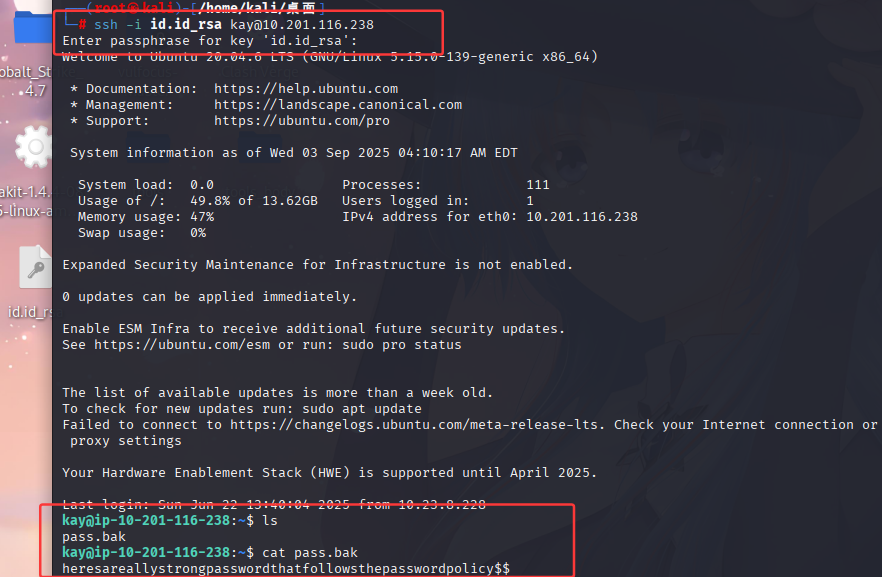 (root㉿kali)-[/home/kali/桌面]
# ssh -i id.id_rsa kay@10.201.116.238
Enter passphrase for key 'id.id_rsa':
Welcome to Ubuntu 20.04.6 LTS (GNU/Linux 5.15.0-139-generic x86_64)
* Documentation: https://help.ubuntu.com
* Management: https://landscape.canonical.com
* Support: https://ubuntu.com/pro
System information as of Wed 03 Sep 2025 04:10:17 AM EDT
System load: 0.0 Processes: 111
Usage of /: 49.8% of 13.62GB Users logged in: 1
Memory usage: 47% IPv4 address for eth0: 10.201.116.238
Swap usage: 0%
Expanded Security Maintenance for Infrastructure is not enabled.
0 updates can be applied immediately.
Enable ESM Infra to receive additional future security updates.
See https://ubuntu.com/esm or run: sudo pro status
The list of available updates is more than a week old.
To check for new updates run: sudo apt update
Failed to connect to https://changelogs.ubuntu.com/meta-release-lts. Check your Internet connection or
proxy settings
Your Hardware Enablement Stack (HWE) is supported until April 2025.
Last login: Sun Jun 22 13:40:04 2025 from 10.23.8.228
kay@ip-10-201-116-238:~$ ls
pass.bak
kay@ip-10-201-116-238:~$ cat pass.bak
heresareallystrongpasswordthatfollowsthepasswordpolicy$$
obalt_St
4.7
akit-1.4.
5-linux-a
id.id_rs